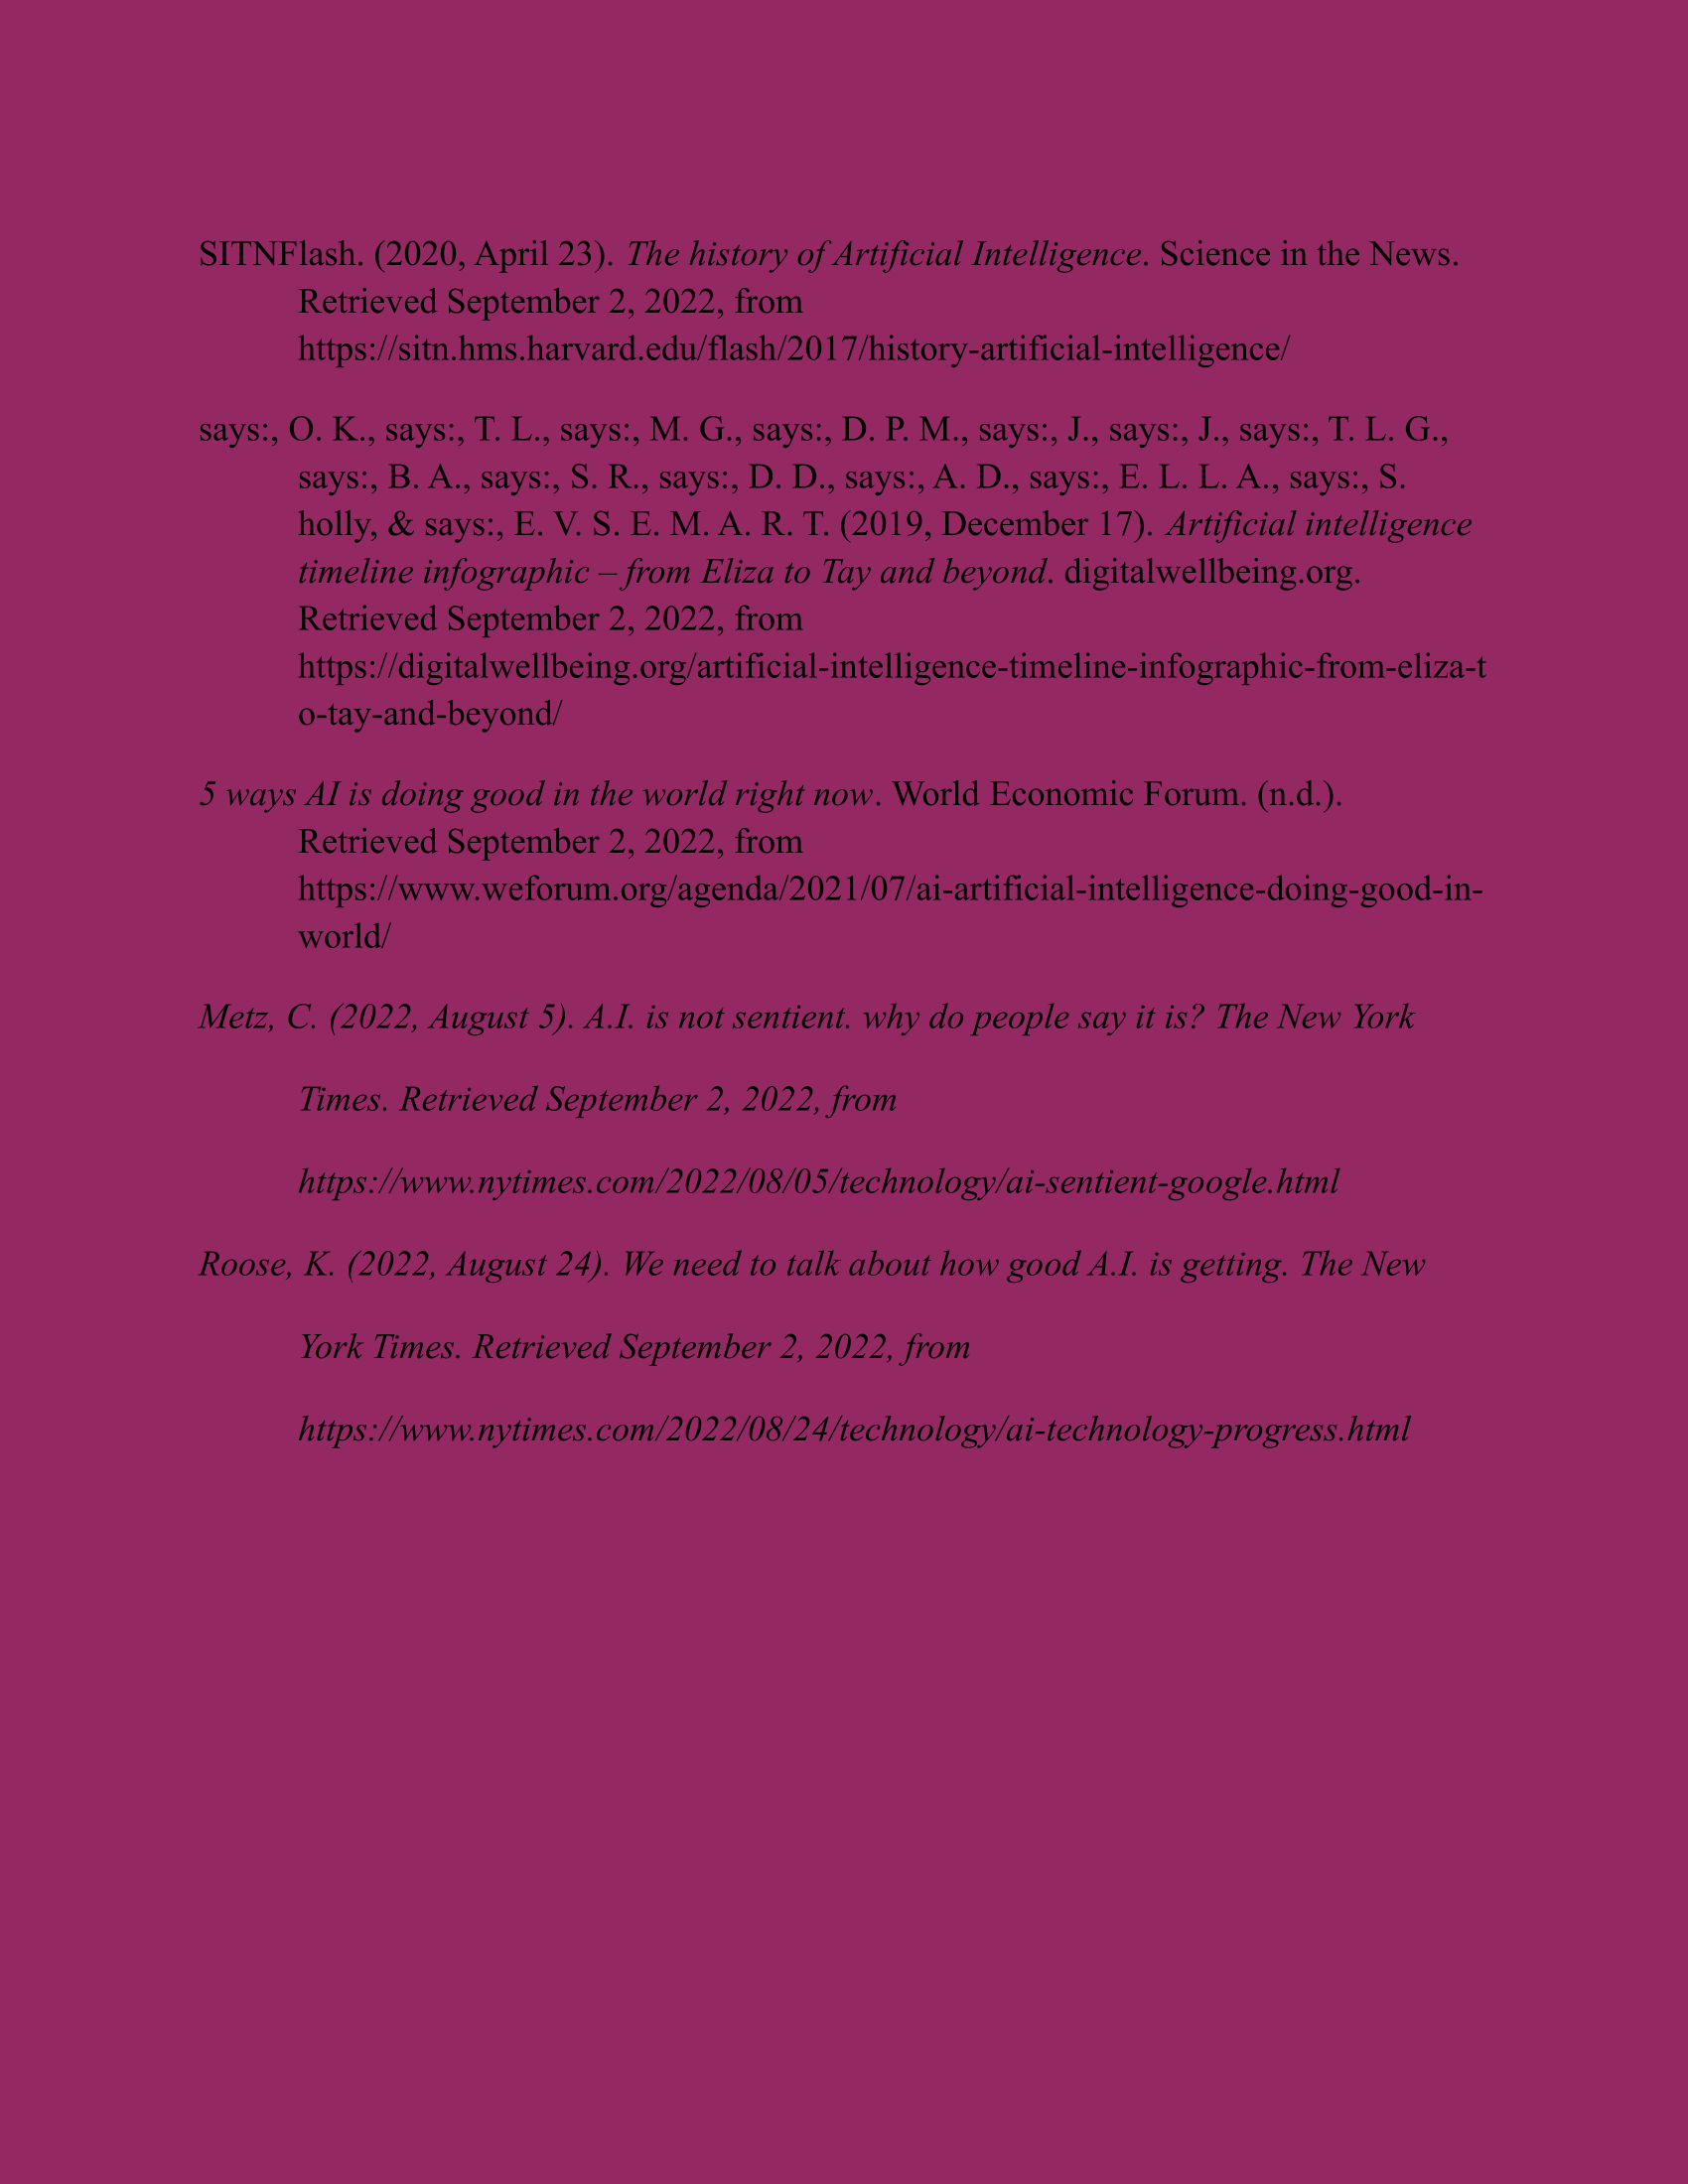 SITNFlash. (2020, April 23). The history of Artificial Intelligence. Science in the News.
Retrieved September 2, 2022, from
https://sitn.hms.harvard.edu/flash/2017/history-artificial-intelligence/
says:, O. K., says:, T. L., says:, M. G., says:, D. P. M., says:, J., says:, J., says:, T. L. G.,
says:, B. A., says:, S. R., says:, D. D., says:, A. D., says:, E. L. L. A., says:, S.
holly, & says:, E. V. S. E. M. A. R. T. (2019, December 17). Artificial intelligence
timeline infographic – from Eliza to Tay and beyond. digitalwellbeing.org.
Retrieved September 2, 2022, from
https://digitalwellbeing.org/artificial-intelligence-timeline-infographic-from-eliza-t
o-tay-and-beyond/
5 ways AI is doing good in the world right now. World Economic Forum. (n.d.).
Retrieved September 2, 2022, from
https://www.weforum.org/agenda/2021/07/ai-artificial-intelligence-doing-good-in-
world/
Metz, C. (2022, August 5). A.I. is not sentient. why do people say it is? The New York
Times. Retrieved September 2, 2022, from
https://www.nytimes.com/2022/08/05/technology/ai-sentient-google.html
Roose, K. (2022, August 24). We need to talk about how good A.I. is getting. The New
York Times. Retrieved September 2, 2022, from
https://www.nytimes.com/2022/08/24/technology/ai-technology-progress.html